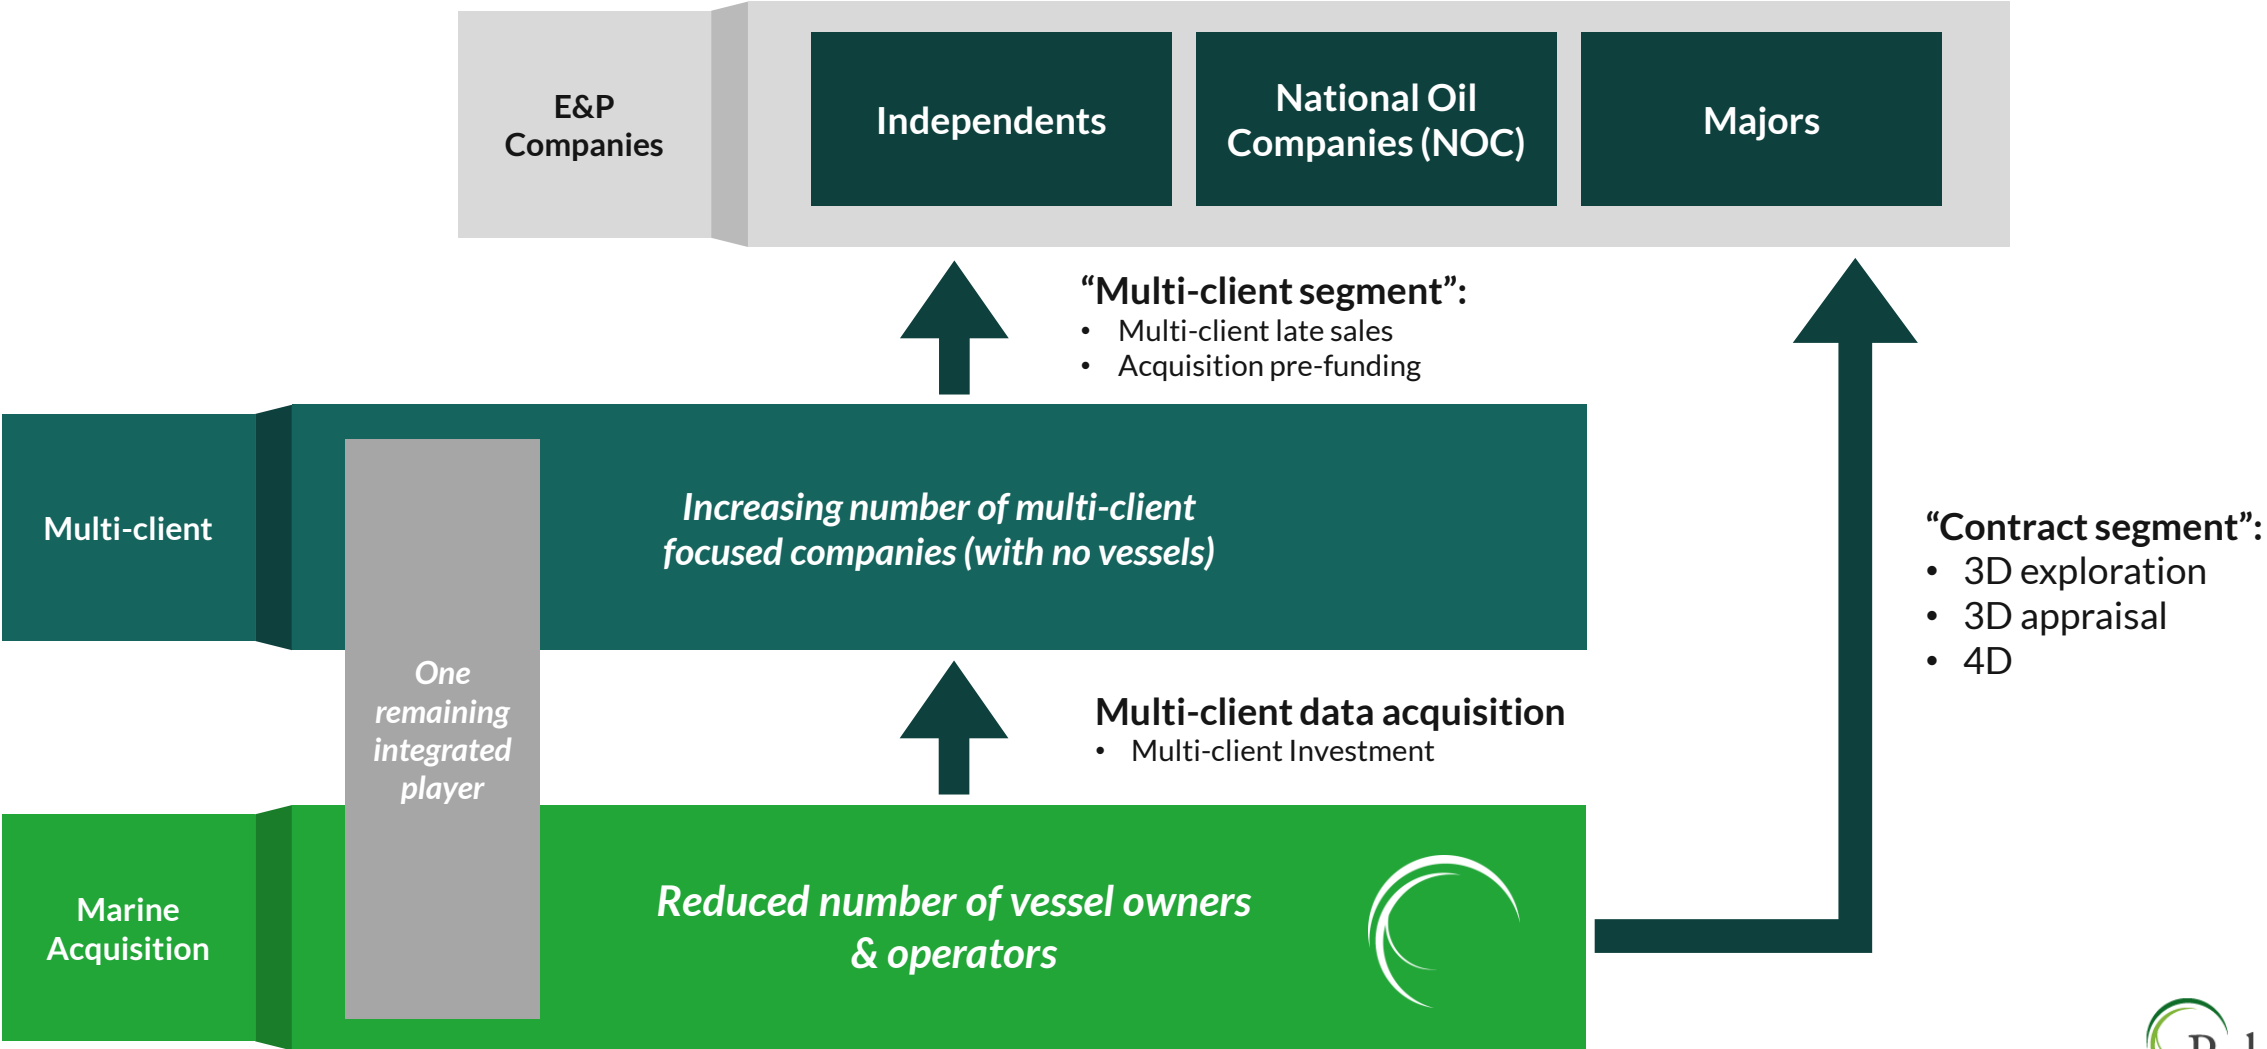 E&P
Companies
Independents
National Oil
Companies (NOC)
Majors
“Multi-client segment”:
• Multi-client late sales
• Acquisition pre-funding
Multi-client
Increasing number of multi-client
focused companies (with no vessels)
“Contract segment”:
• 3D exploration
• 3D appraisal
• 4D
One
remaining
integrated
player
Multi-client data acquisition
• Multi-client Investment
Marine
Acquisition
Reduced number of vessel owners
& operators